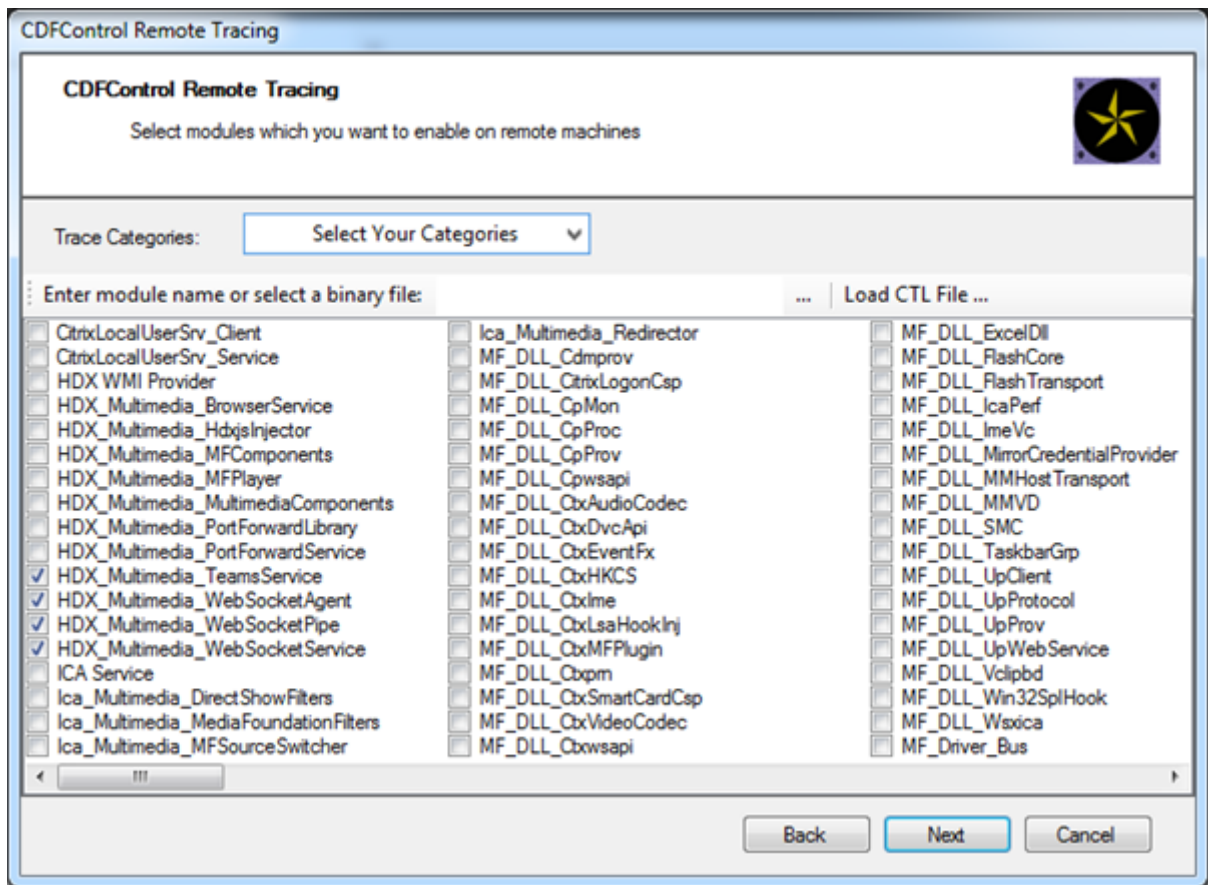 CDFControl Remote Tracing
CDFControl Remote Tracing
Select modules which you want to enable on remote machines
Trace Categories:
Select Your Categories
Enter module name or select a binary file:
...
Load CTL File ...
CitrixLocalUserSrv_Client
CitrixLocalUserSrv_Service
HDX WMI Provider
HDX_Multimedia_BrowserService
HDX_Multimedia_HdxjsInjector
HDX_Multimedia_MFComponents
HDX_Multimedia_MFPlayer
HDX_Multimedia_MultimediaComponents
HDX_Multimedia_PortForwardLibrary
HDX_Multimedia_PortForwardService
HDX_Multimedia_TeamsService
HDX_Multimedia_WebSocketAgent
HDX_Multimedia_WebSocketPipe
HDX_Multimedia_WebSocketService
ICA Service
Ica_Multimedia_DirectShowFilters
Ica_Multimedia_MediaFoundationFilters
Ica_Multimedia_MFSourceSwitcher
Ica_Multimedia_Redirector
MF_DLL_Cdmprov
MF_DLL_CitrixLogonCsp
MF_DLL_CpMon
MF_DLL_CpProc
MF_DLL_CpProv
MF_DLL_Cpwsapi
MF_DLL_CtxAudioCodec
MF_DLL_CtxDvcApi
MF_DLL_CtxEventFx
MF_DLL_CtxHKCS
MF_DLL_CtxIme
MF_DLL_CtxLsaHookInj
MF_DLL_CtxMFPlugin
MF_DLL_Ctxprn
MF_DLL_CtxSmartCardCsp
MF_DLL_CtxVideoCodec
MF_DLL_Ctxwsapi
MF_DLL_ExcelDll
MF_DLL_FlashCore
MF_DLL_FlashTransport
MF_DLL_IcaPerf
MF_DLL_ImeVc
MF_DLL_MirrorCredentialProvider
MF_DLL_MMHostTransport
MF_DLL_MMVD
MF_DLL_SMC
MF_DLL_TaskbarGrp
MF_DLL_UpClient
MF_DLL_UpProtocol
MF_DLL_UpProv
MF_DLL_UpWebService
MF_DLL_Vclipbd
MF_DLL_Win32SplHook
MF_DLL_Wsxica
MF_Driver_Bus
Back
Next
Cancel